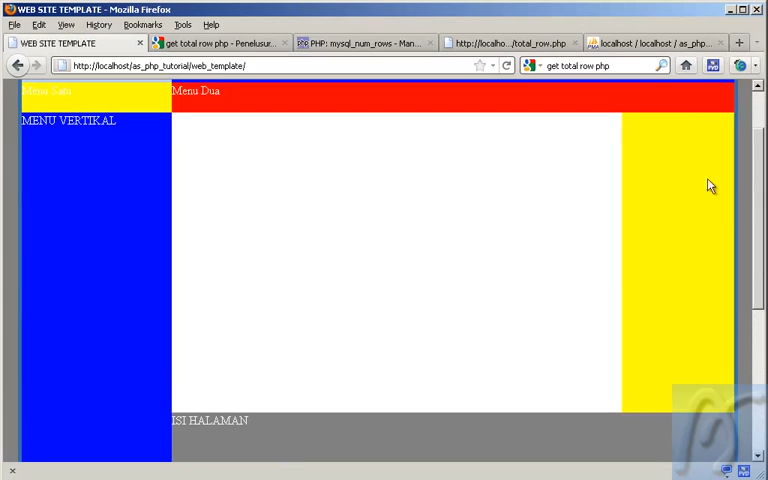 WEB SITE TEMPLATE - Mozilla Firefox
File Edit View History Bookmarks Tools Help
WEB SITE TEMPLATE × get total row php - Penelusur... × PHP: mysql_num_rows - Man... × http://localho.../total_row.php × localhost / localhost / as_php... × +
http://localhost/as_php_tutorial/web_template/ get total row php
Menu Satu Menu Dua
MENU VERTIKAL
ISI HALAMAN